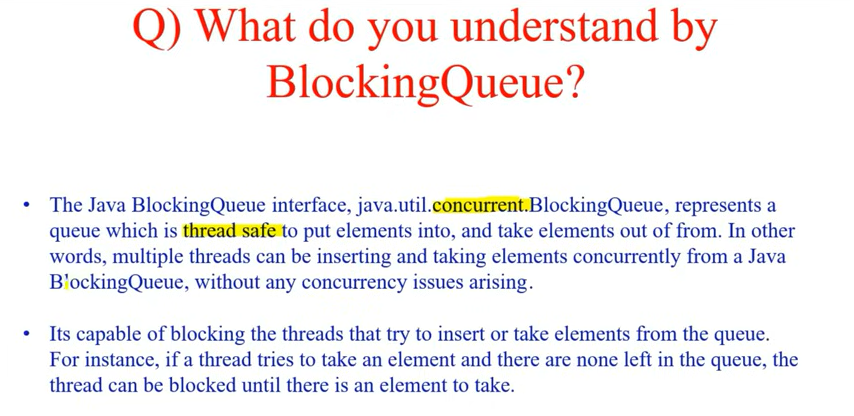 Q) What do you understand by
BlockingQueue?
• The Java BlockingQueue interface, java.util.concurrent.BlockingQueue, represents a
queue which is thread safe to put elements into, and take elements out of from. In other
words, multiple threads can be inserting and taking elements concurrently from a Java
BlockingQueue, without any concurrency issues arising.
• Its capable of blocking the threads that try to insert or take elements from the queue.
For instance, if a thread tries to take an element and there are none left in the queue, the
thread can be blocked until there is an element to take.